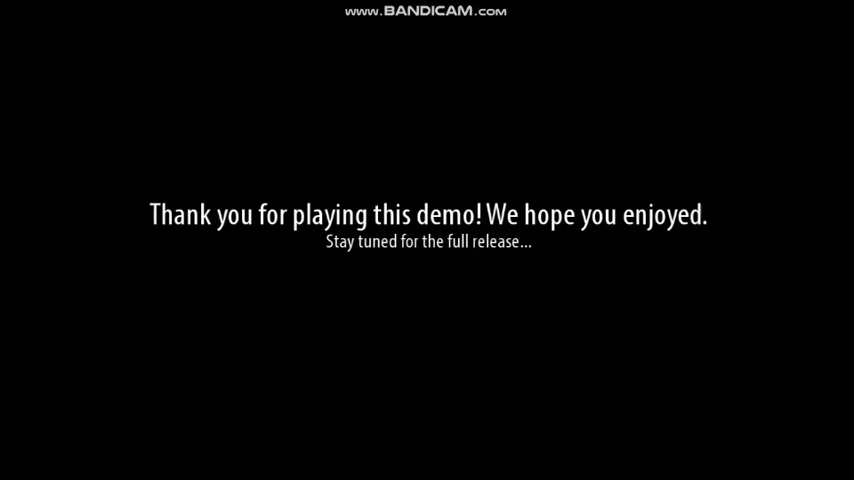 www.BANDICAM.com
Thank you for playing this demo! We hope you enjoyed.
Stay tuned for the full release...